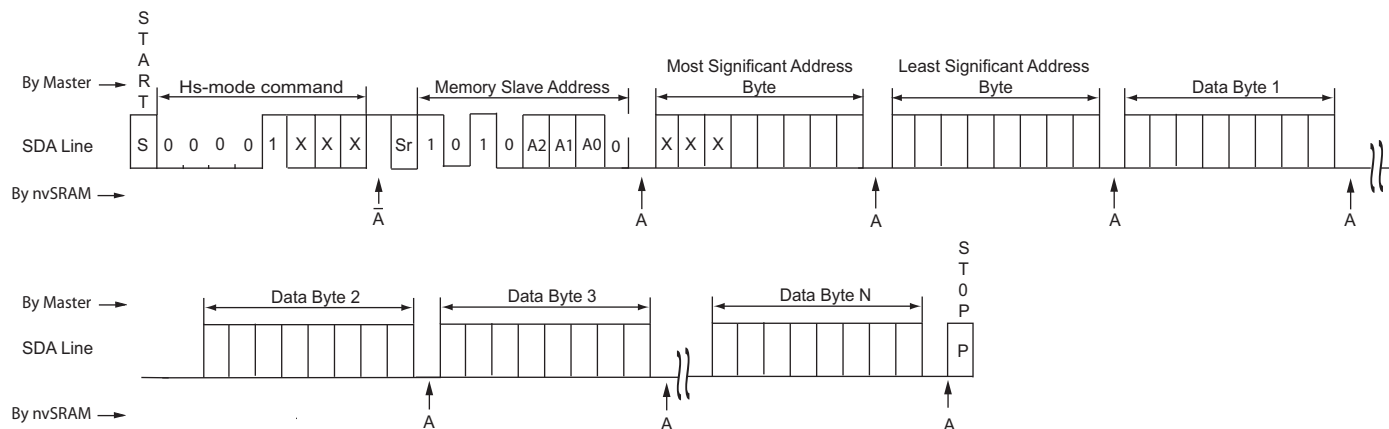 START
By Master
Hs-mode command
Memory Slave Address
Most Significant Address
Byte
Least Significant Address
Byte
Data Byte 1
SDA Line
S 0 0 0 0 1 X X X Sr 1 0 1 0 A2 A1 A0 0 X X X
By nvSRAM
A̅ A A A A
ST0P
By Master
Data Byte 2
Data Byte 3
Data Byte N
SDA Line
P
By nvSRAM
A A A